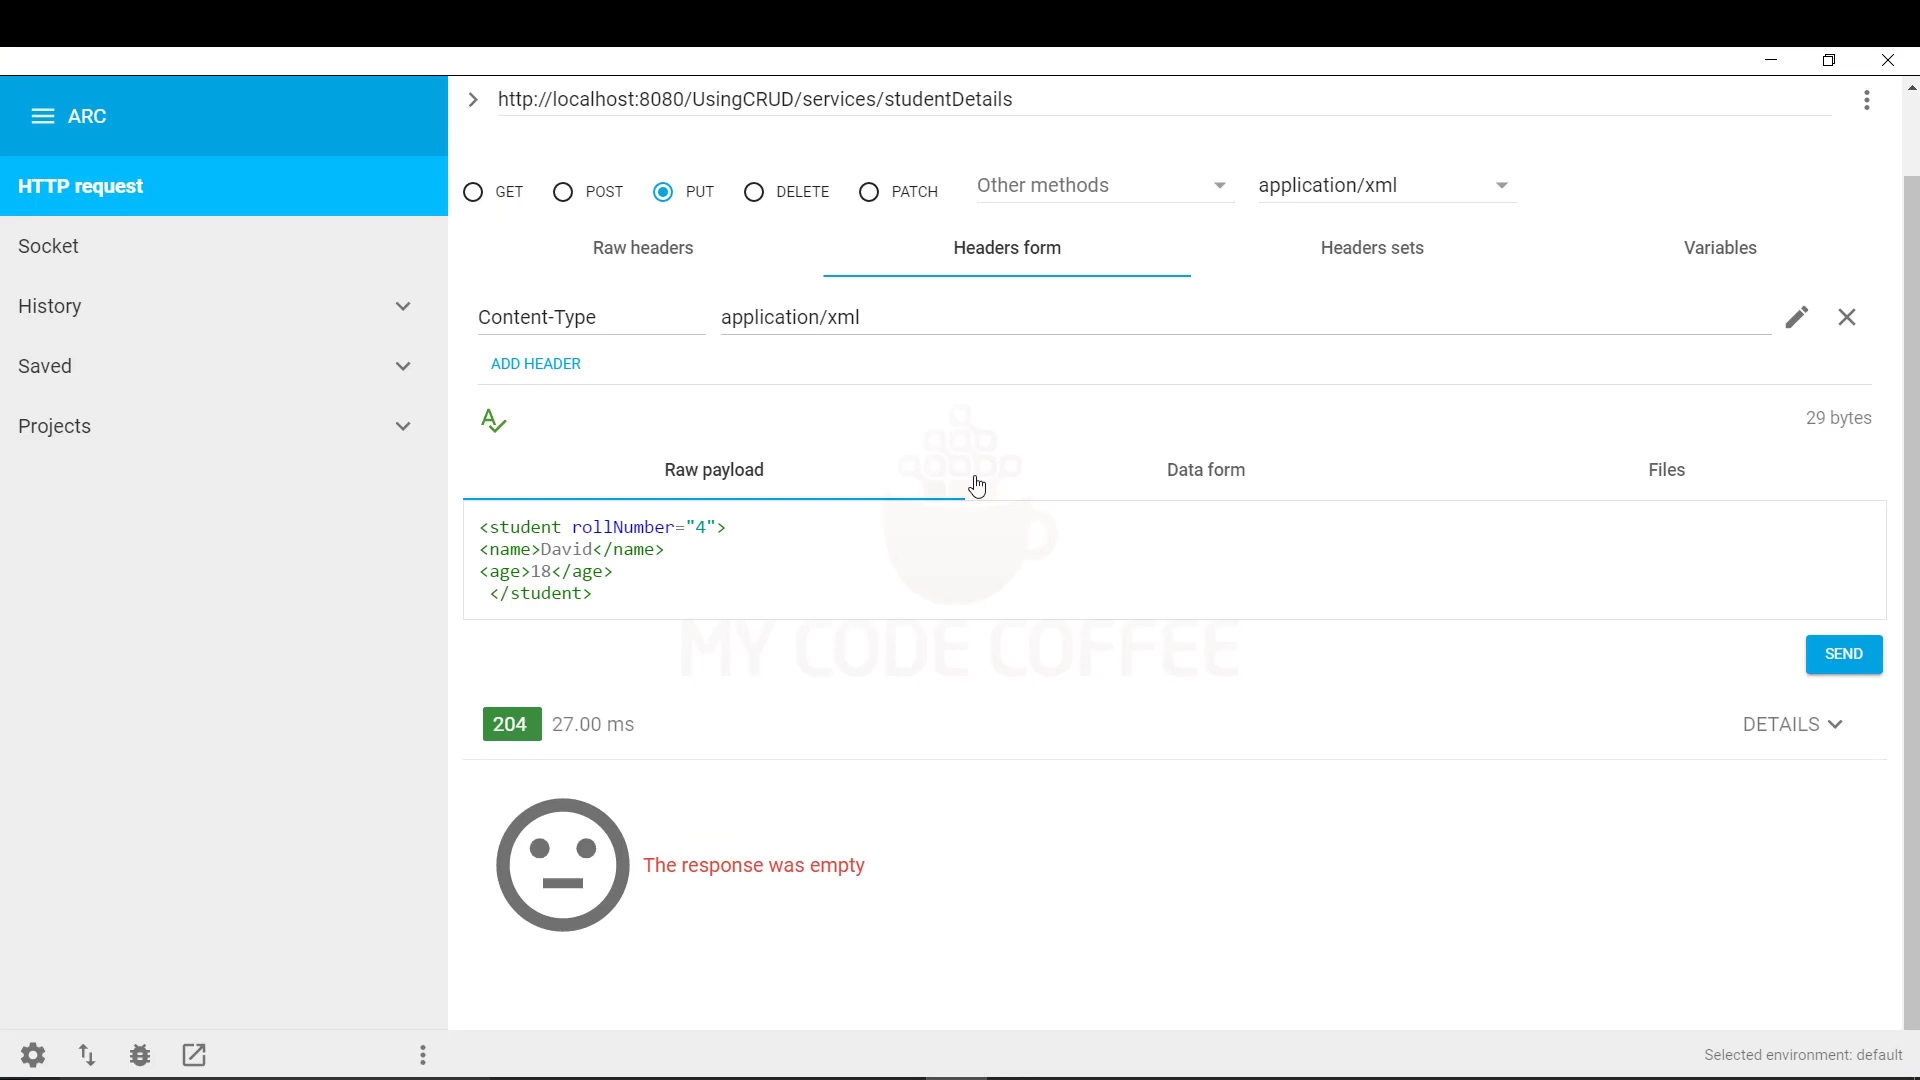 ARC
http://localhost:8080/UsingCRUD/services/studentDetails
HTTP request
GET POST PUT DELETE PATCH Other methods application/xml
Socket
Raw headers Headers form Headers sets Variables
History
Content-Type application/xml
Saved
ADD HEADER
Projects
29 bytes
Raw payload Data form Files
<student rollNumber="4">
<name>David</name>
<age>18</age>
</student>
MY CODE COFFEE
SEND
204 27.00 ms DETAILS
The response was empty
Selected environment: default